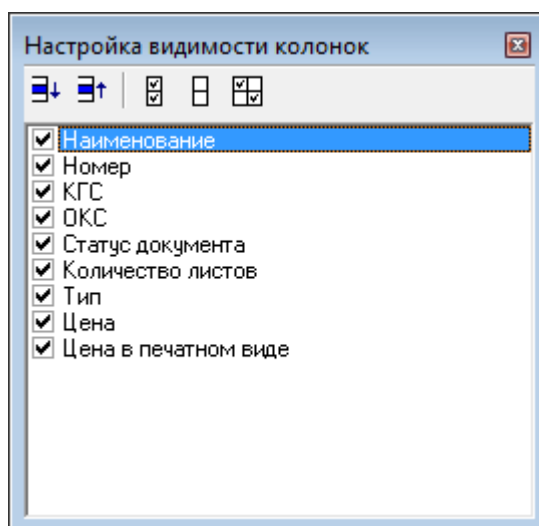 Настройка видимости колонок
Наименование
Номер
КГС
ОКС
Статус документа
Количество листов
Тип
Цена
Цена в печатном виде